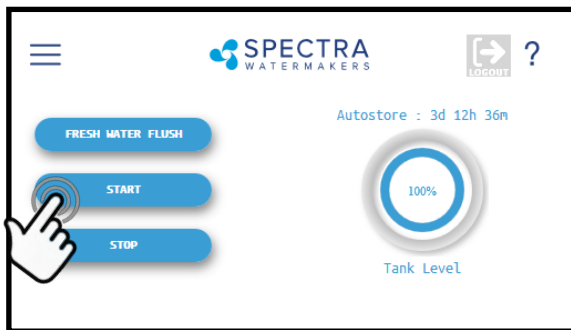 SPECTRA
WATERMAKERS
LOGOUT
?
Autostore : 3d 12h 36m
FRESH WATER FLUSH
START
100%
STOP
Tank Level